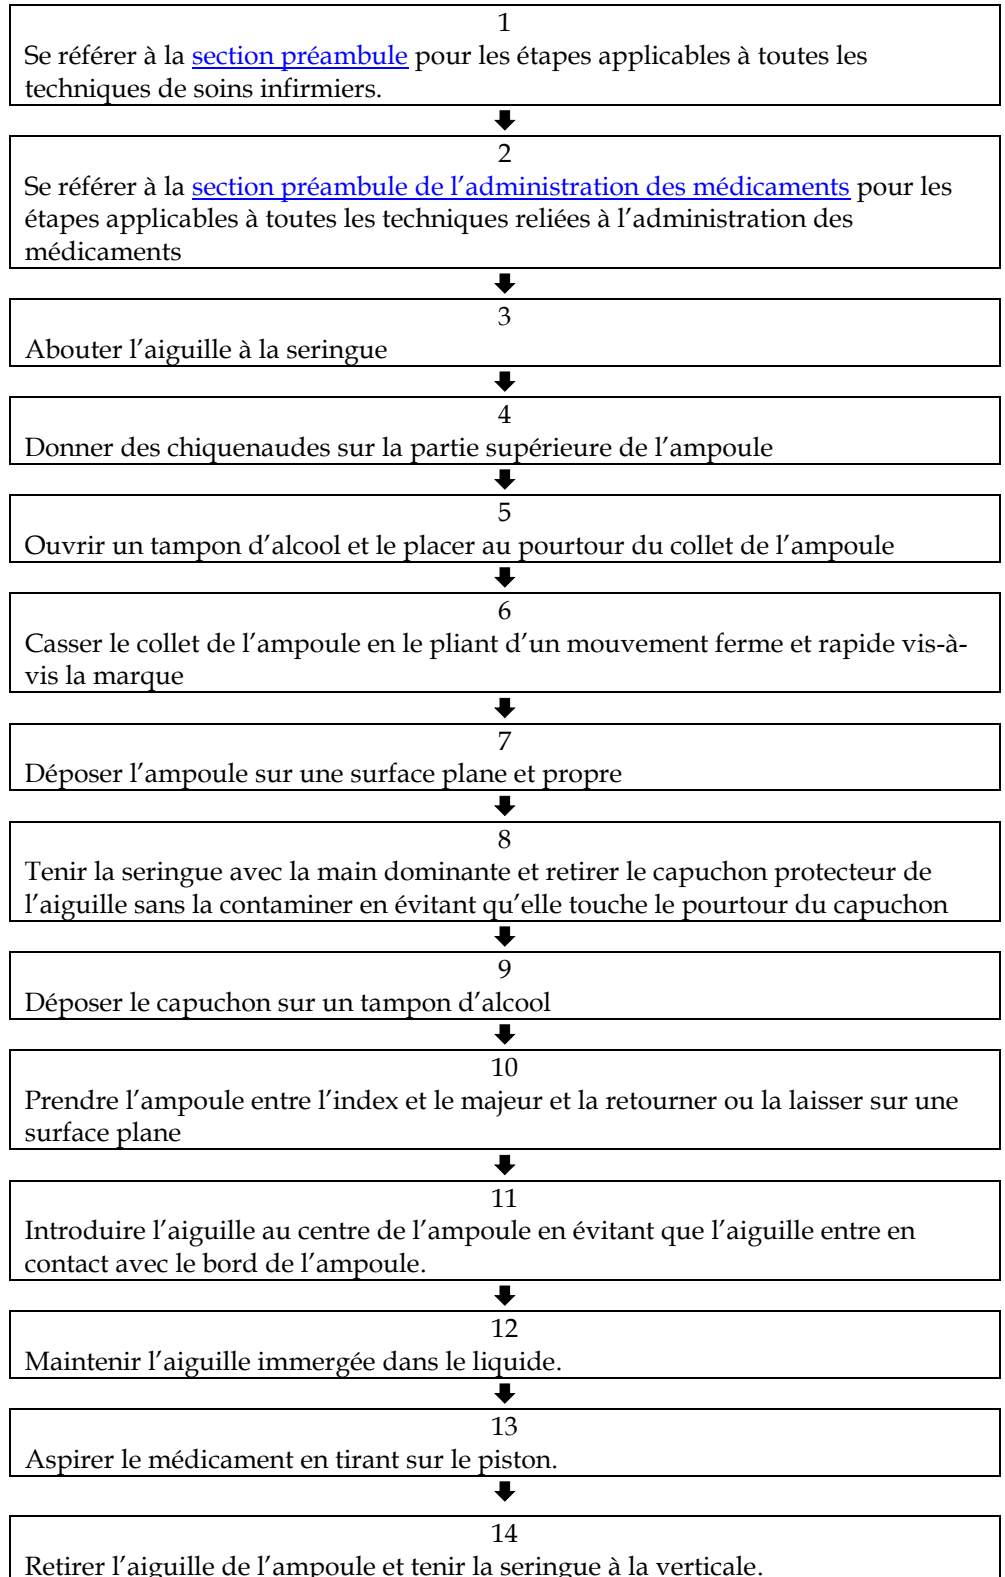 1
Se référer à la section préambule pour les étapes applicables à toutes les
techniques de soins infirmiers.
2
Se référer à la section préambule de l’administration des médicaments pour les
étapes applicables à toutes les techniques reliées à l’administration des
médicaments
3
Abouter l’aiguille à la seringue
4
Donner des chiquenaudes sur la partie supérieure de l’ampoule
5
Ouvrir un tampon d’alcool et le placer au pourtour du collet de l’ampoule
6
Casser le collet de l’ampoule en le pliant d’un mouvement ferme et rapide vis-à-
vis la marque
7
Déposer l’ampoule sur une surface plane et propre
8
Tenir la seringue avec la main dominante et retirer le capuchon protecteur de
l’aiguille sans la contaminer en évitant qu’elle touche le pourtour du capuchon
9
Déposer le capuchon sur un tampon d’alcool
10
Prendre l’ampoule entre l’index et le majeur et la retourner ou la laisser sur une
surface plane
11
Introduire l’aiguille au centre de l’ampoule en évitant que l’aiguille entre en
contact avec le bord de l’ampoule.
12
Maintenir l’aiguille immergée dans le liquide.
13
Aspirer le médicament en tirant sur le piston.
14
Retirer l’aiguille de l’ampoule et tenir la seringue à la verticale.